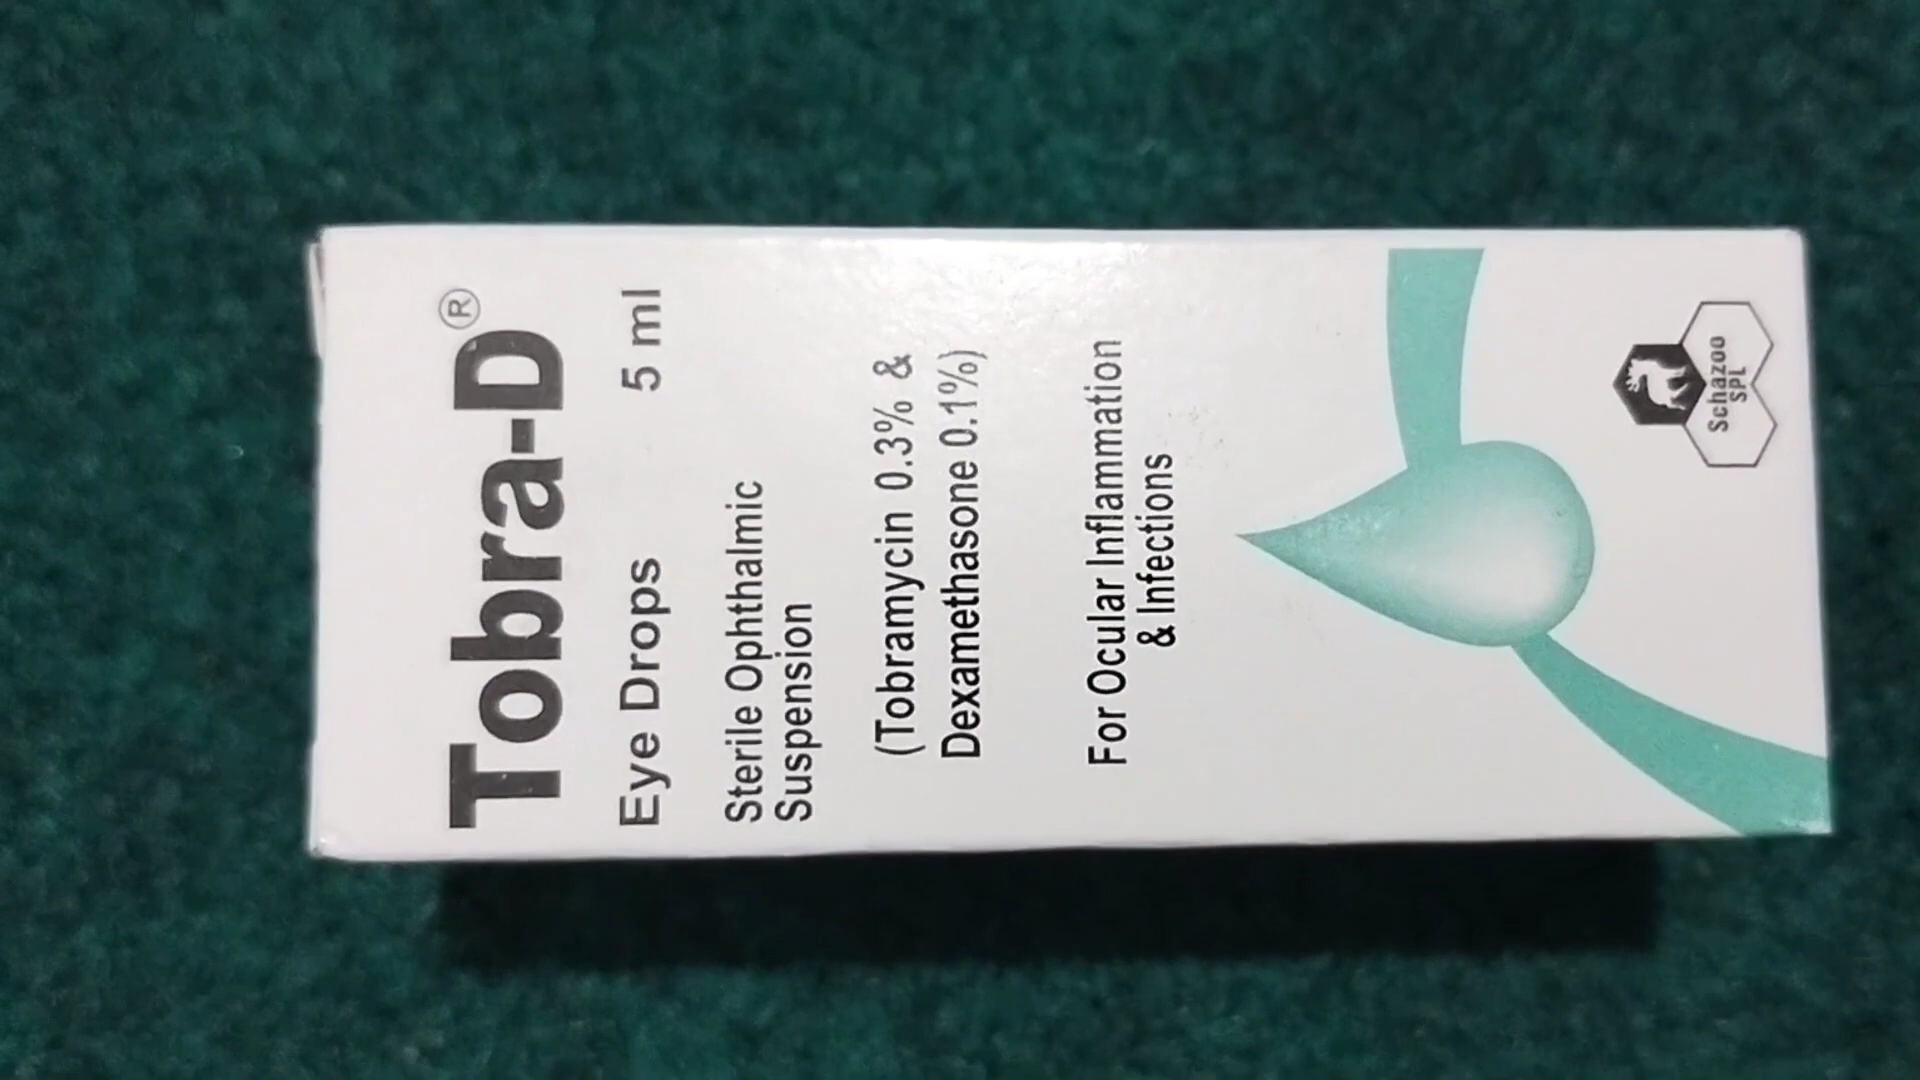 Tobra-D®
Eye Drops 5 ml
Sterile Ophthalmic
Suspension
(Tobramycin 0.3% &
Dexamethasone 0.1%)
For Ocular Inflammation
& Infections
Schazoo
SPL